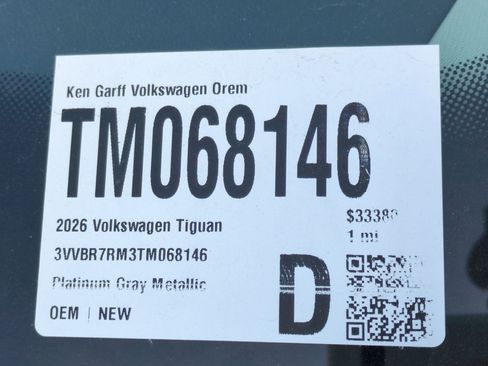 Ken Garff Volkswagen Orem
TM068146
2026 Volkswagen Tiguan
3VVBR7RM3TM068146
Platinum Gray Metallic
OEM | NEW
D
1 mi